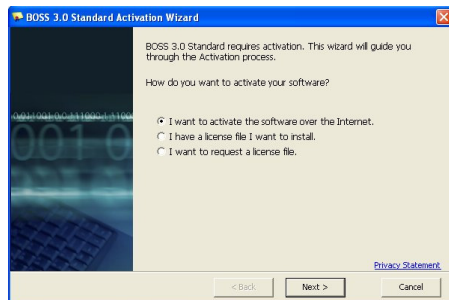 BOSS 3.0 Standard Activation Wizard
BOSS 3.0 Standard requires activation. This wizard will guide you
through the Activation process.
How do you want to activate your software?
I want to activate the software over the Internet.
I have a license file I want to install.
I want to request a license file.
001 0
Privacy Statement
< Back
Next >
Cancel